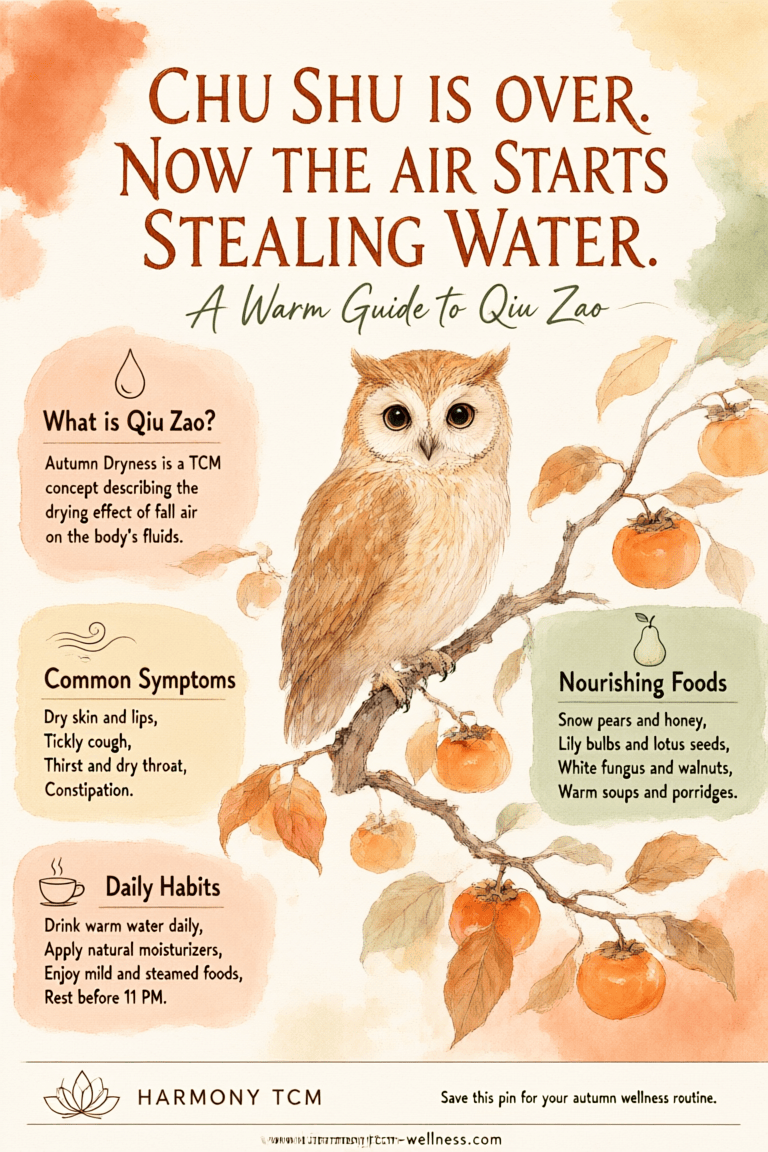 CHU SHU IS OVER.
NOW THE AIR STARTS
STEALING WATER.
A Warm Guide to Qiu Zao
What is Qiu Zao?
Autumn Dryness is a TCM
concept describing the
drying effect of fall air
on the body's fluids.
Common Symptoms
Dry skin and lips,
Tickly cough,
Thirst and dry throat,
Constipation.
Nourishing Foods
Snow pears and honey,
Lily bulbs and lotus seeds,
White fungus and walnuts,
Warm soups and porridges.
Daily Habits
Drink warm water daily,
Apply natural moisturizers,
Enjoy mild and steamed foods,
Rest before 11 PM.
HARMONY TCM
Save this pin for your autumn wellness routine.
-wellness.com